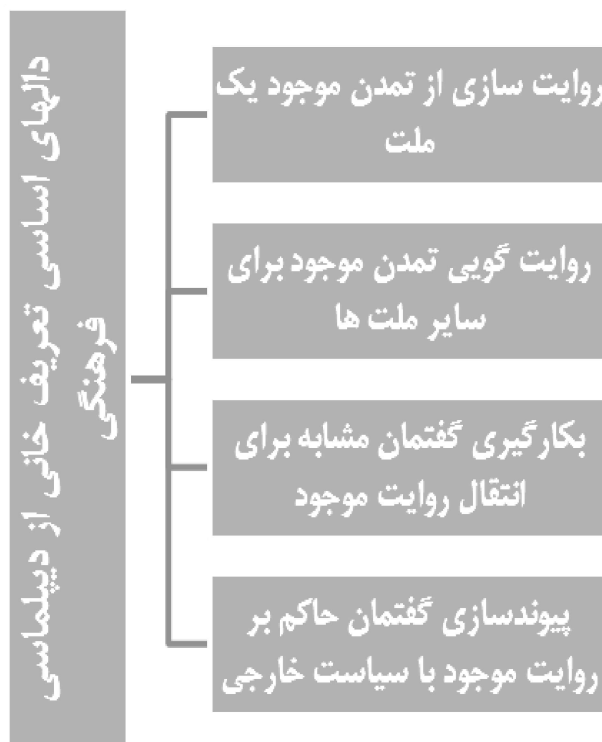 دالهای اساسی تعریف خانی از دیپلماسی
فرهنگی
روایت سازی از تمدن موجود یک
ملت
روایت گویی تمدن موجود برای
سایر ملت ها
بکارگیری گفتمان مشابه برای
انتقال روایت موجود
پیوندسازی گفتمان حاکم بر
روایت موجود با سیاست خارجی